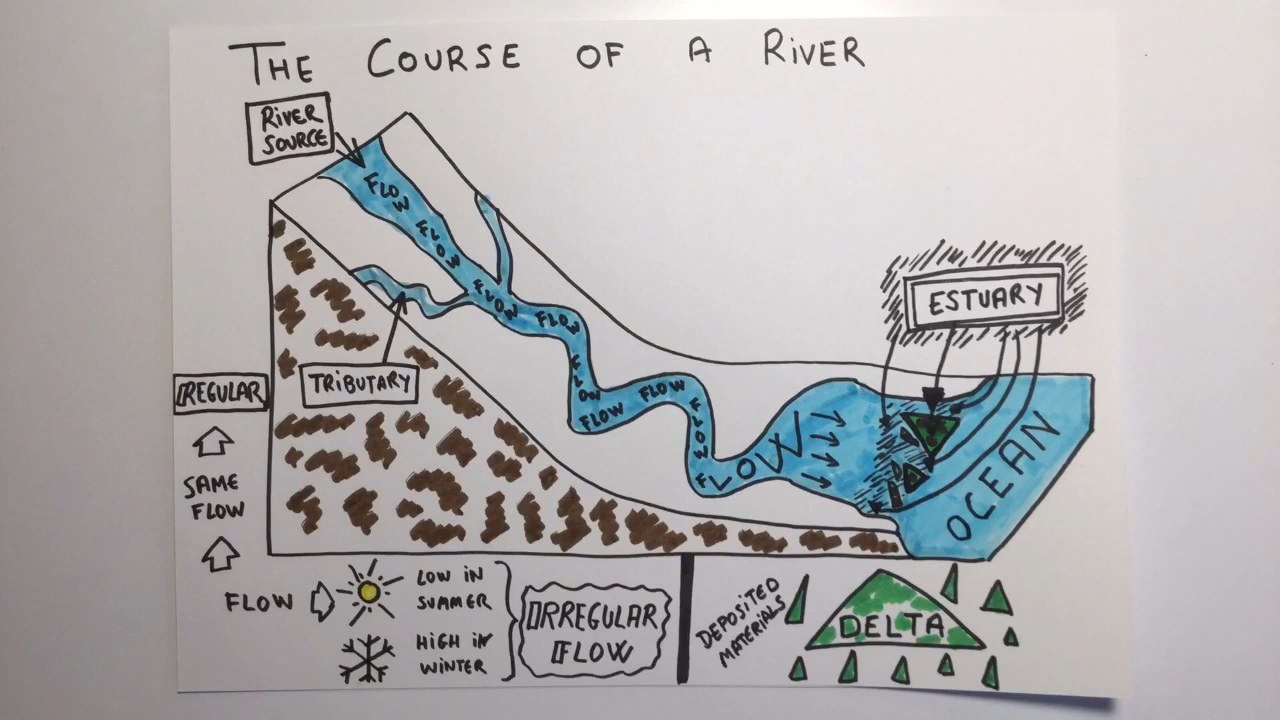 THE COURSE OF A RiVER
RiVER
SOURCE
FLOW
FLOW
FLOW
FLOW
FLOW
FLOW
FLOW
FLOW
FLOW
TRiBUTARY
ESTUARY
OCEAN
REGULAR
SAME
FLOW
FLOW
LOW iN
SUMMER
HIGH iN
WiNTER
IRREGULAR
FLOW
DEPOSiTED
MATERiALS
DELTA